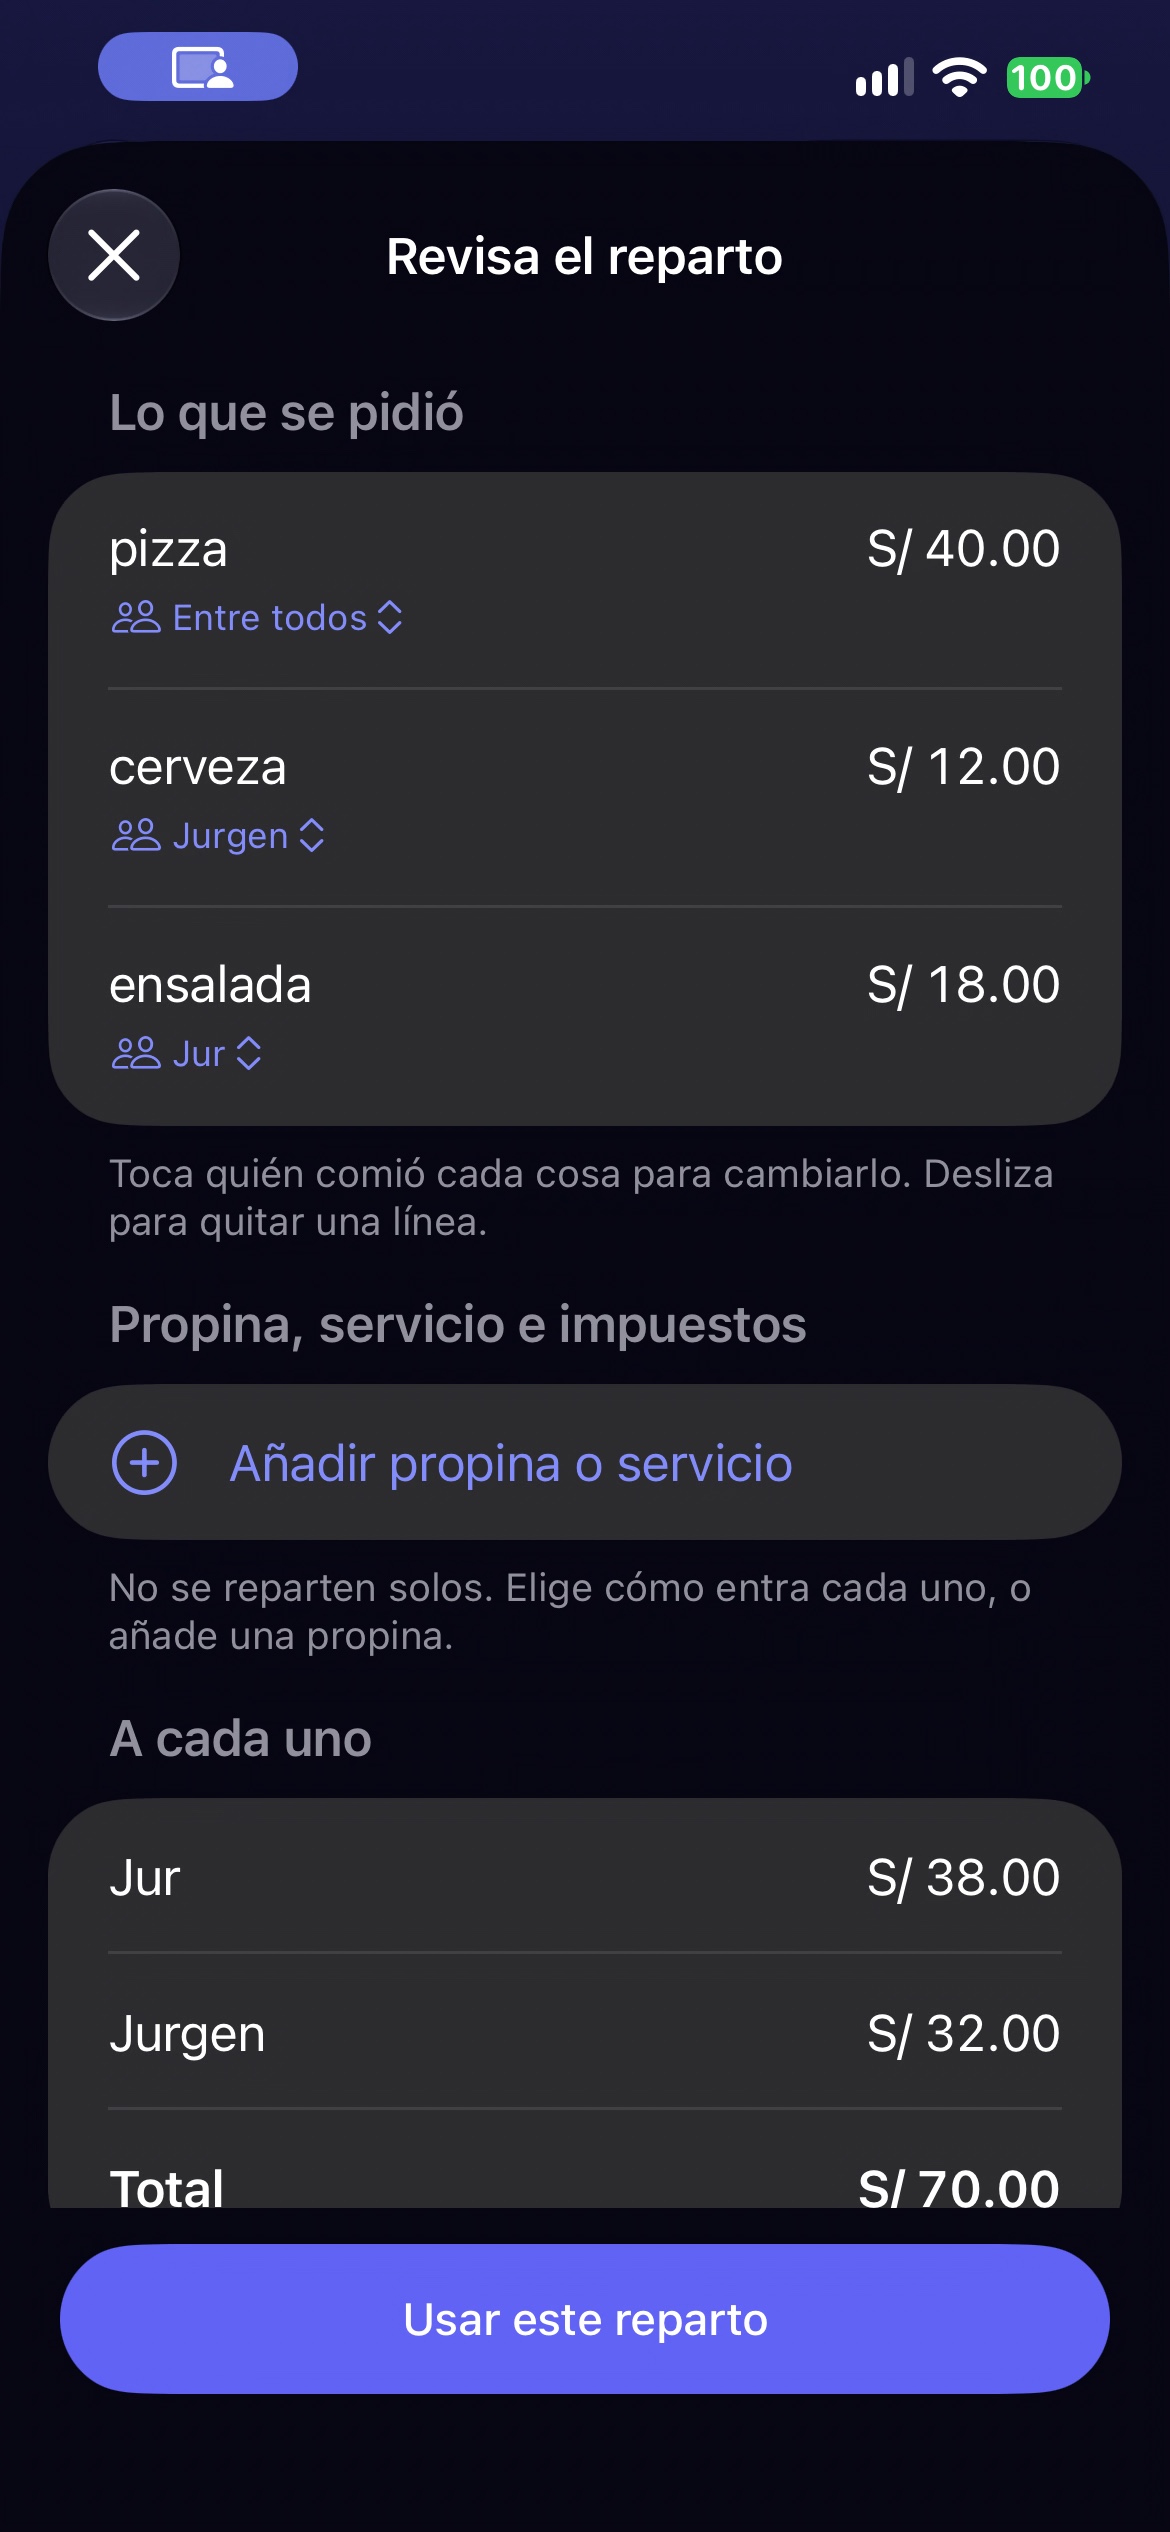 100
Revisa el reparto
Lo que se pidió
pizza S/ 40.00
Entre todos
cerveza S/ 12.00
Jurgen
ensalada S/ 18.00
Jur
Toca quién comió cada cosa para cambiarlo. Desliza
para quitar una línea.
Propina, servicio e impuestos
Añadir propina o servicio
No se reparten solos. Elige cómo entra cada uno, o
añade una propina.
A cada uno
Jur S/ 38.00
Jurgen S/ 32.00
Total S/ 70.00
Usar este reparto